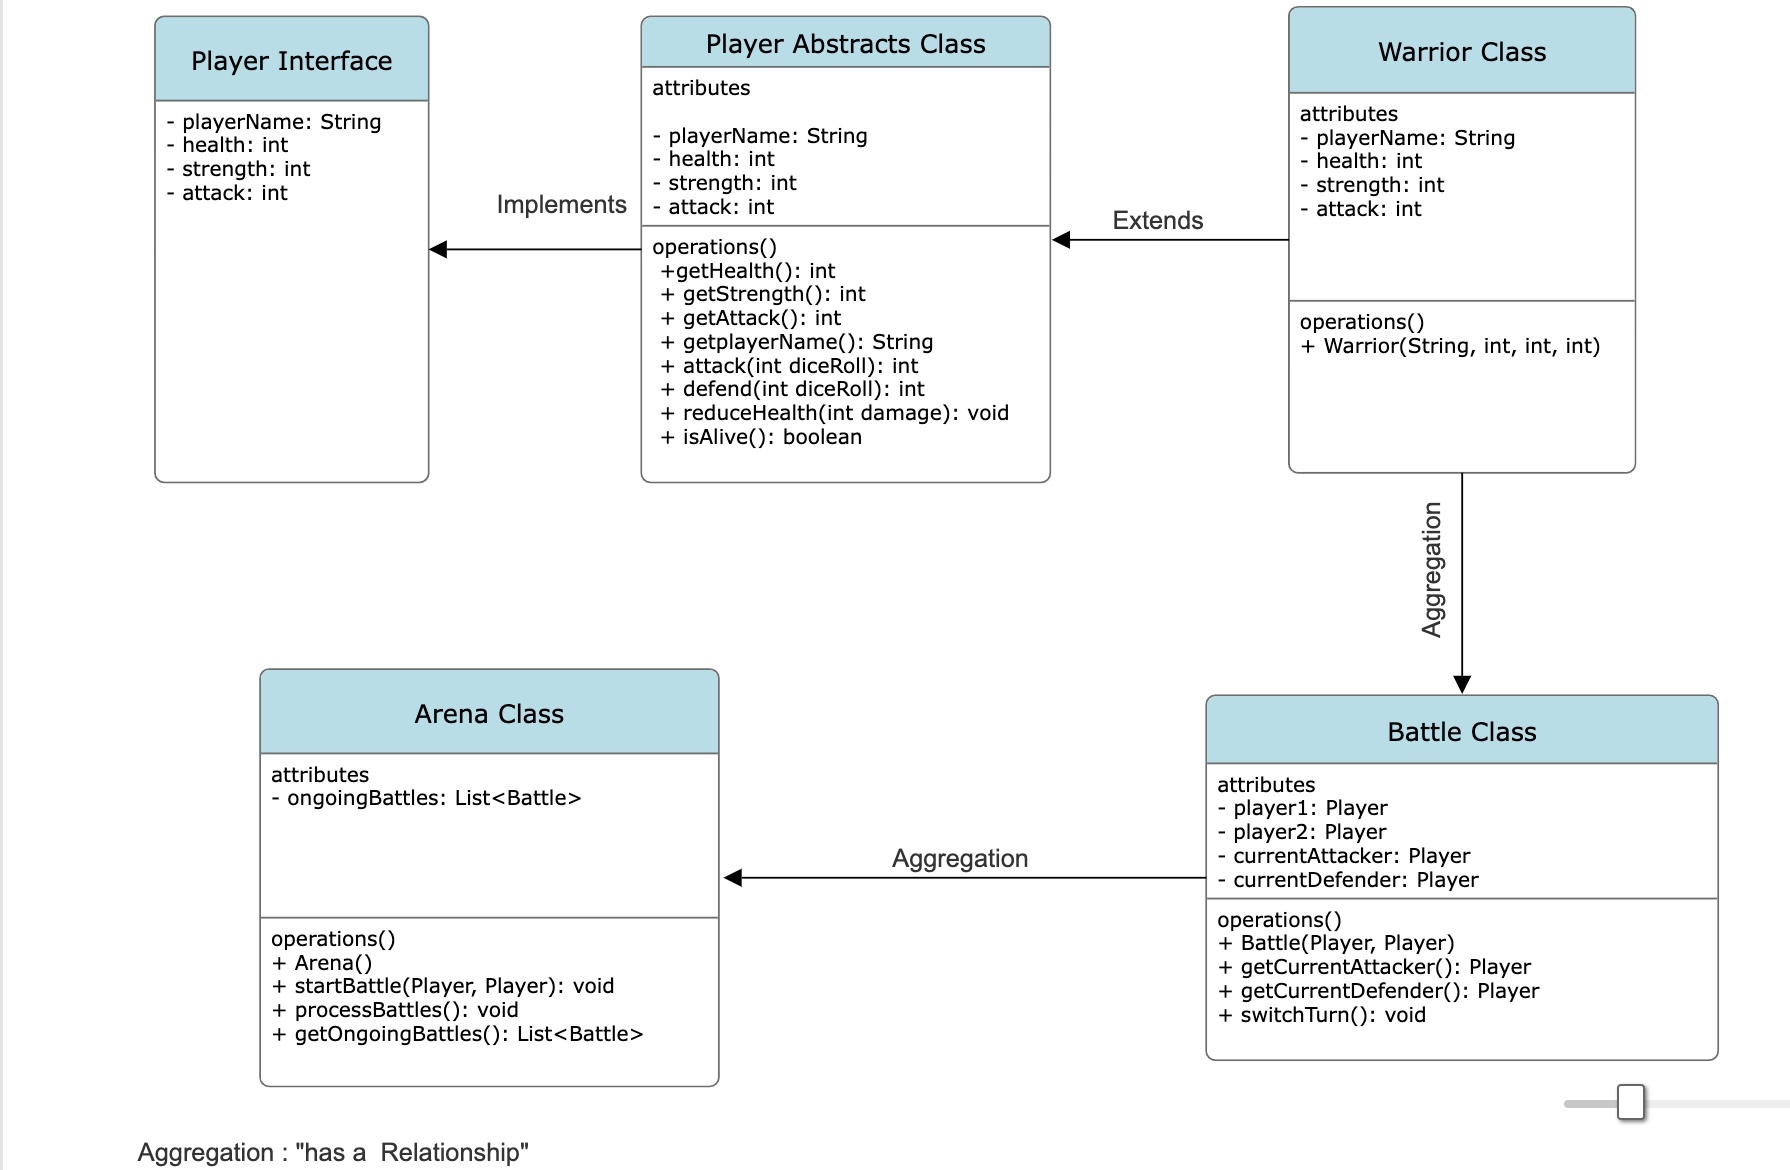 Player Interface
- playerName: String
- health: int
- strength: int
- attack: int
Implements
Player Abstracts Class
attributes
- playerName: String
- health: int
- strength: int
- attack: int
operations()
+getHealth(): int
+ getStrength(): int
+ getAttack(): int
+ getplayerName(): String
+ attack(int diceRoll): int
+ defend(int diceRoll): int
+ reduceHealth(int damage): void
+ isAlive(): boolean
Extends
Warrior Class
attributes
- playerName: String
- health: int
- strength: int
- attack: int
operations()
+ Warrior(String, int, int, int)
Aggregation
Arena Class
attributes
- ongoingBattles: List<Battle>
operations()
+ Arena()
+ startBattle(Player, Player): void
+ processBattles(): void
+ getOngoingBattles(): List<Battle>
Aggregation
Battle Class
attributes
- player1: Player
- player2: Player
- currentAttacker: Player
- currentDefender: Player
operations()
+ Battle(Player, Player)
+ getCurrentAttacker(): Player
+ getCurrentDefender(): Player
+ switchTurn(): void
Aggregation : "has a  Relationship"